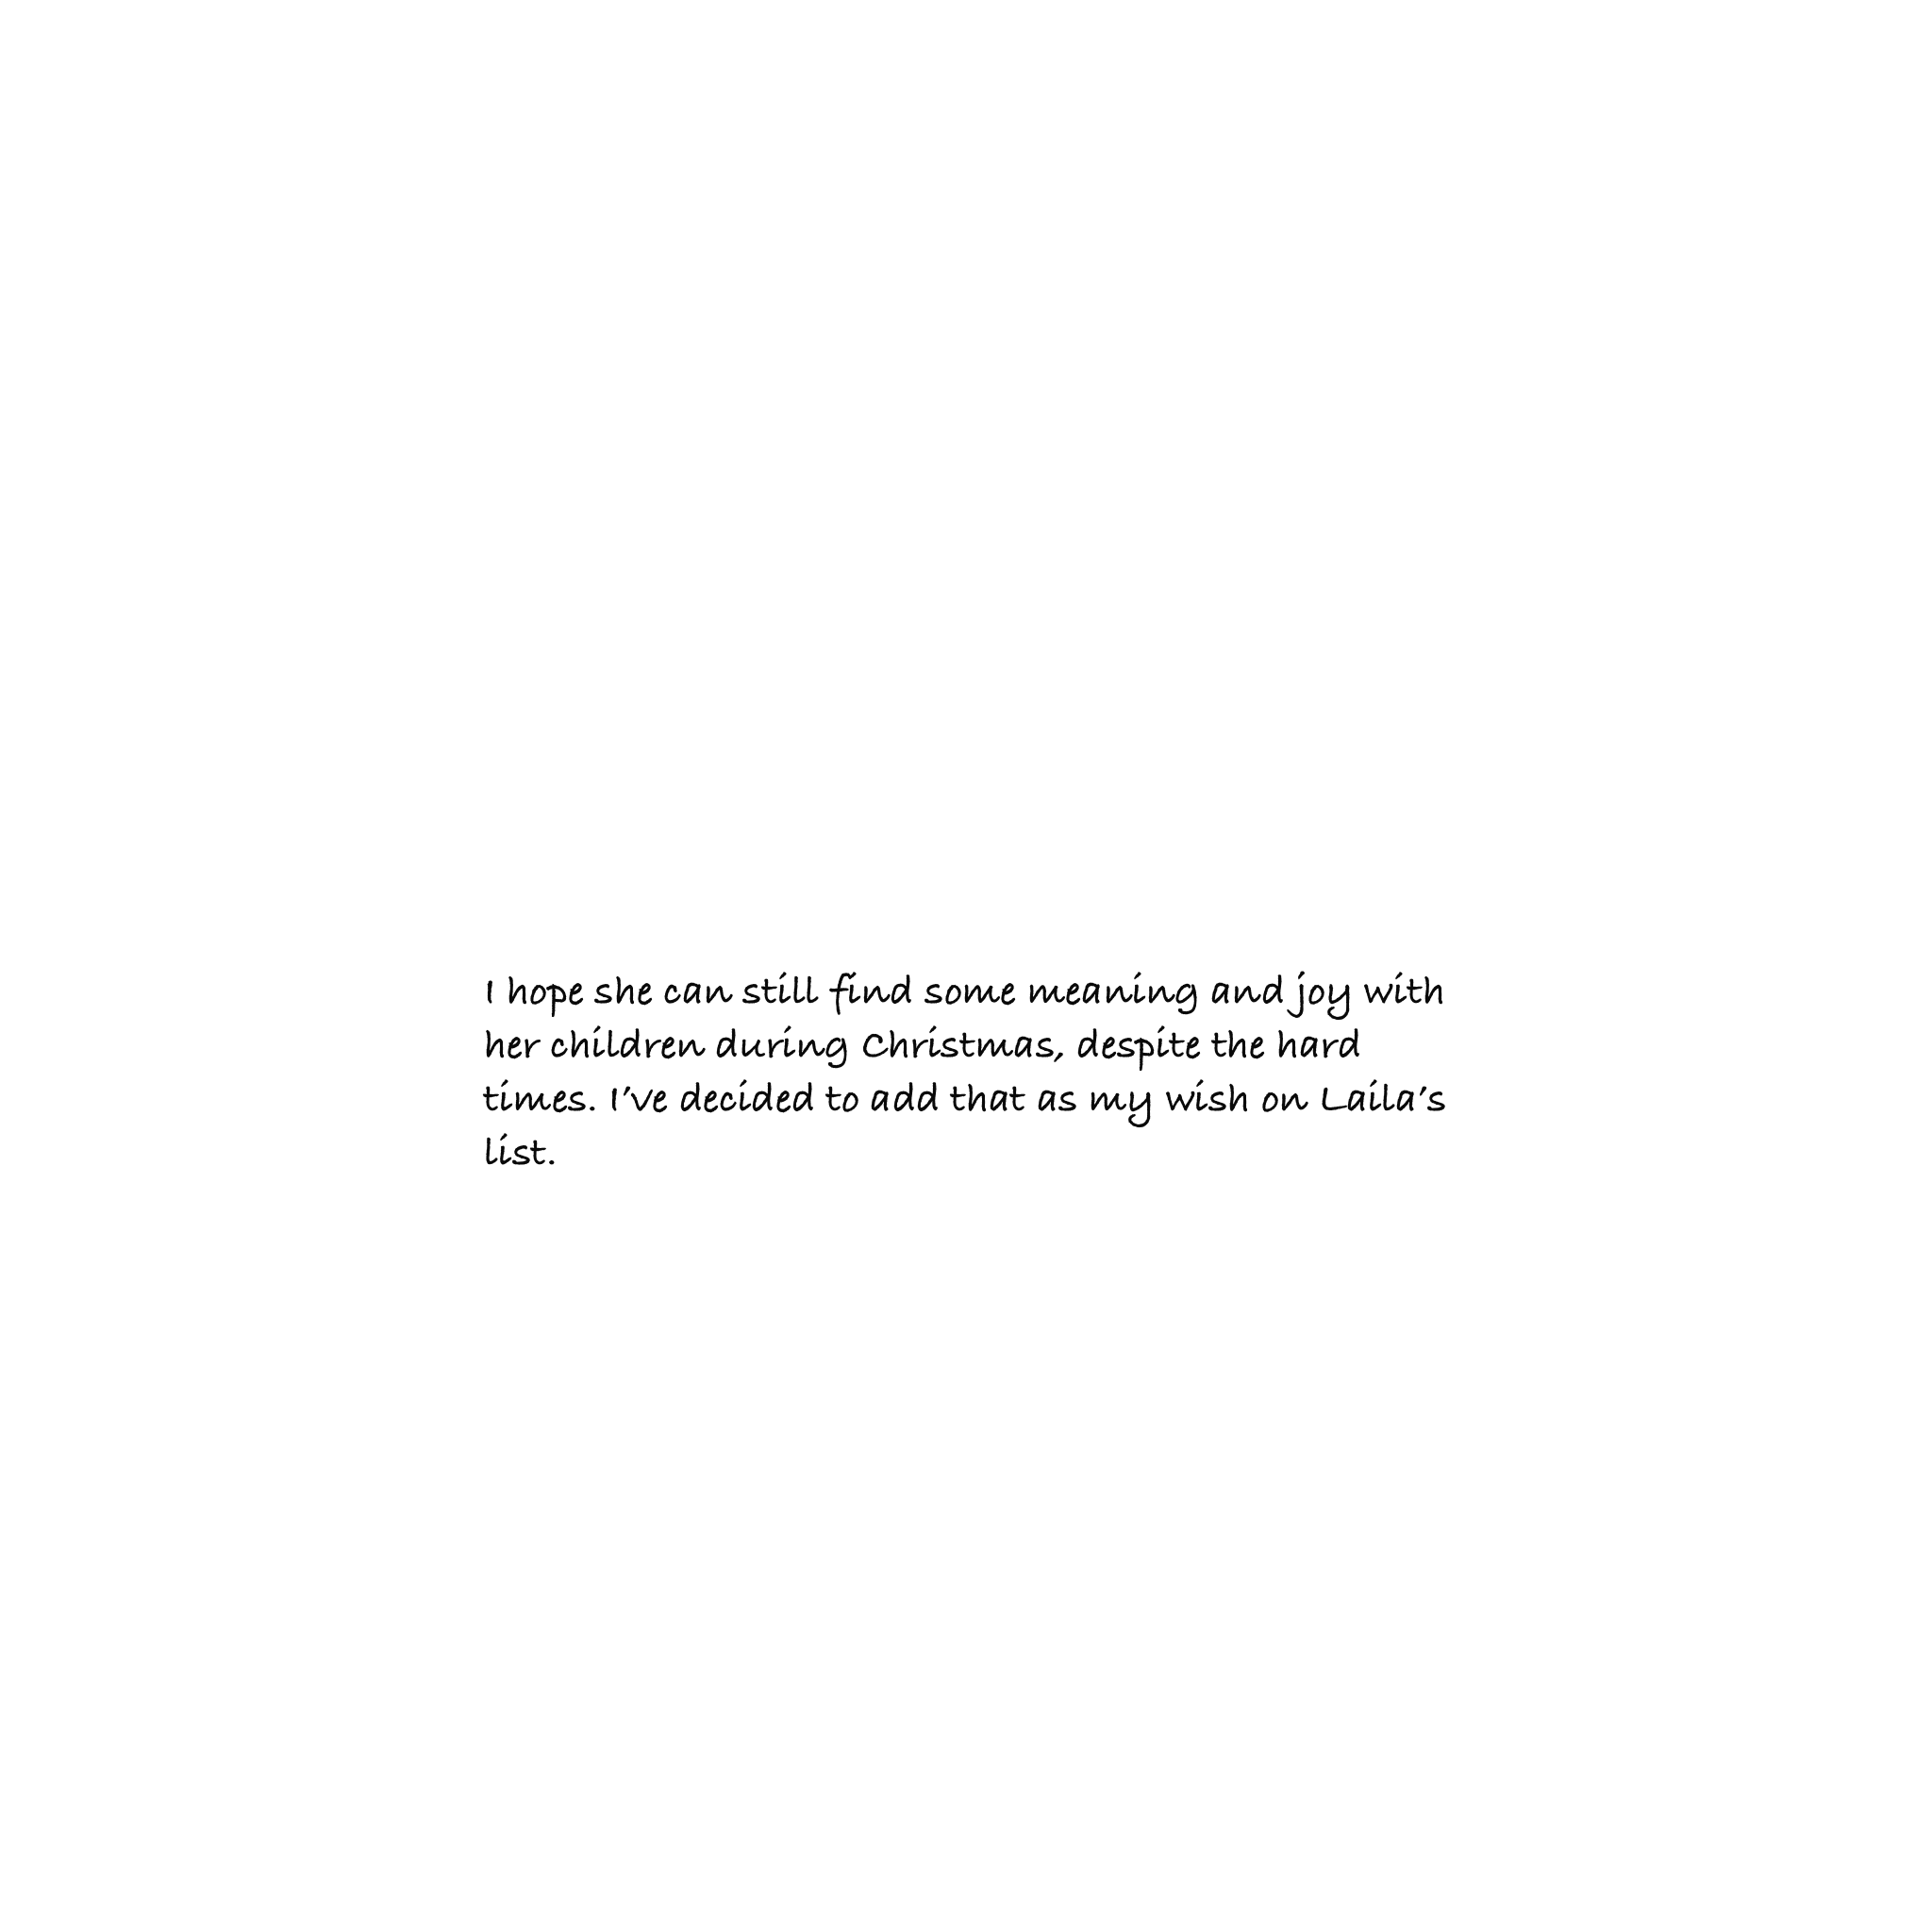 I hope she can still find some meaning and joy with
her children during Christmas, despite the hard
times. I've decided to add that as my wish on Laila's
list.